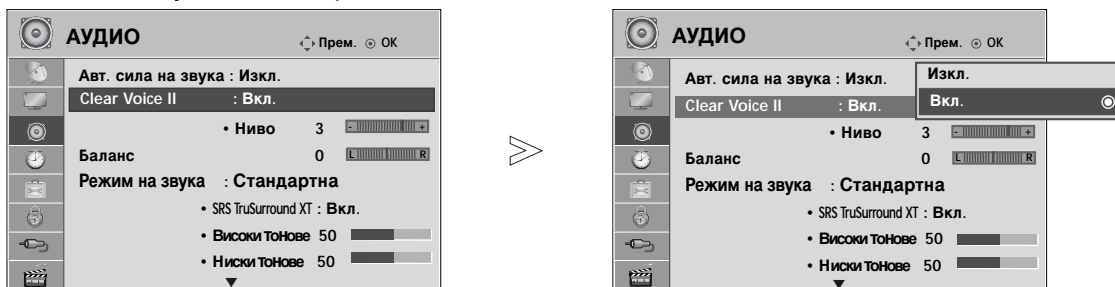 АУДИО Прем. OK
Авт. сила на звука : Изкл.
Clear Voice II : Вкл.
• Ниво 3 - +
Баланс 0 L R
Режим на звука : Стандартна
• SRS TruSurround XT : Вкл.
• Високи тоНове 50
• Ниски тоНове 50
АУДИО Прем. OK
Авт. сила на звука : Изкл.
Изкл.
Clear Voice II : Вкл.
Вкл.
• Ниво 3 - +
Баланс 0 L R
Режим на звука : Стандартна
• SRS TruSurround XT : Вкл.
• Високи тоНове 50
• Ниски тоНове 50